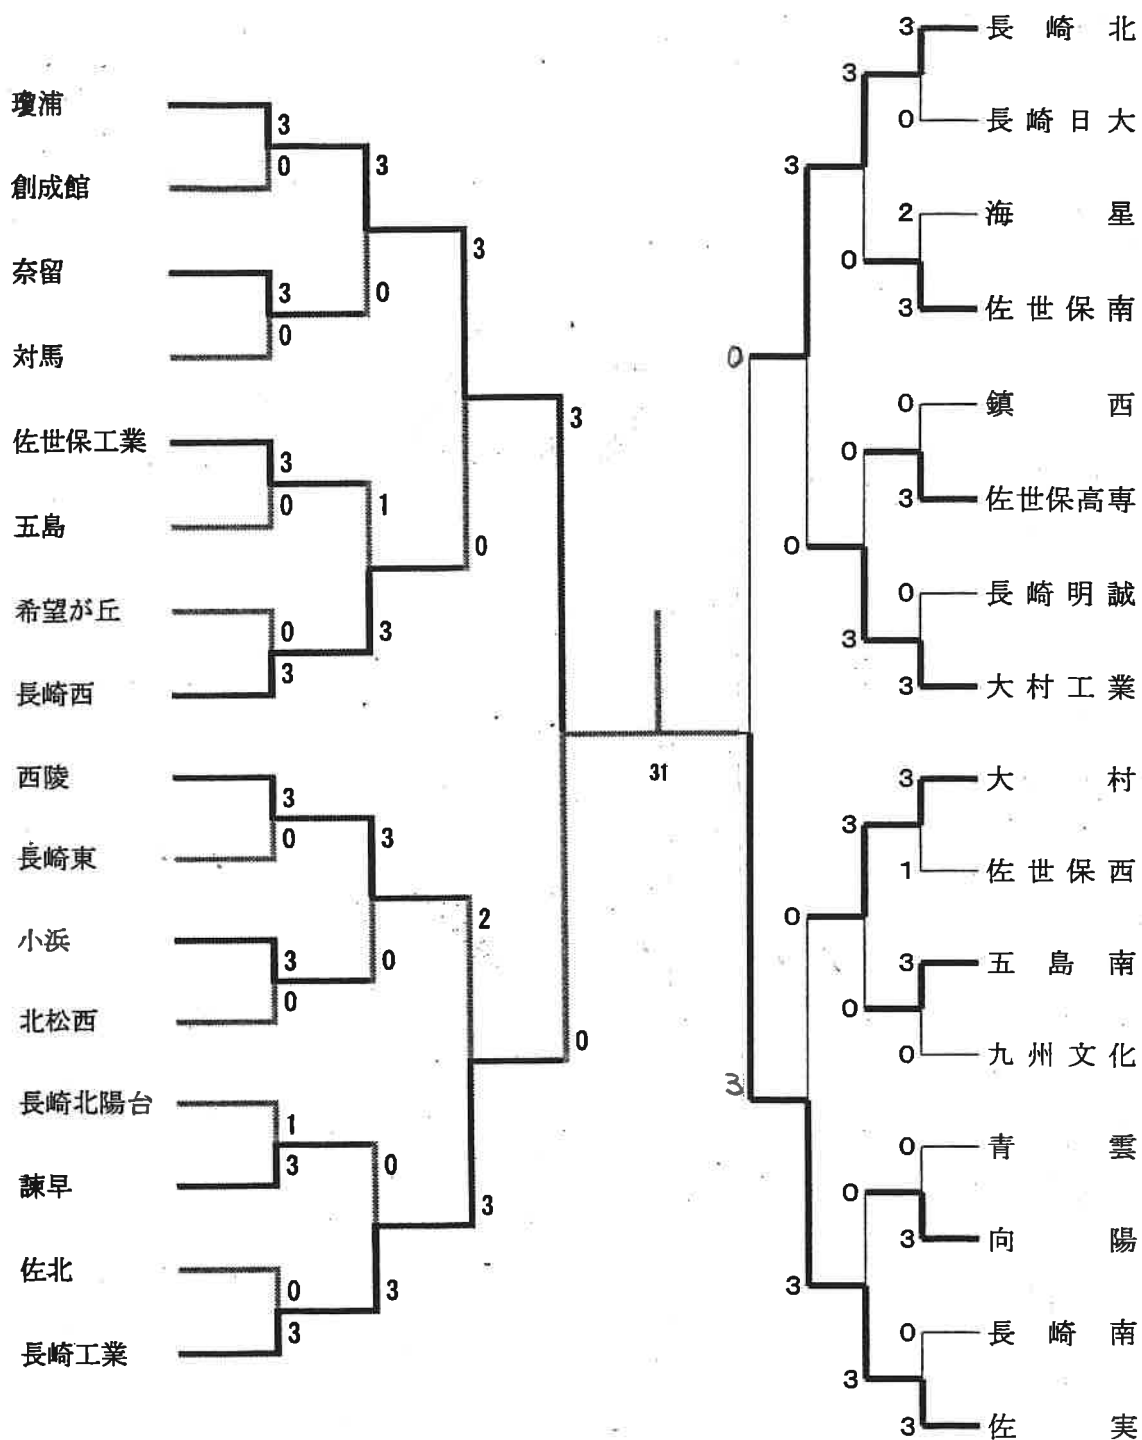 瓊浦
3
0
創成館
3
0
奈留
3
0
対馬
3
0
佐世保工業
3
0
五島
1
3
希望が丘
0
3
長崎西
3
0
西陵
3
0
長崎東
3
0
小浜
3
0
北松西
2
3
長崎北陽台
1
3
諫早
0
3
佐北
0
3
長崎工業
31
長崎北
3
0
長崎日大
3
0
海星
2
3
佐世保南
3
0
鎮西
0
3
佐世保高専
0
3
長崎明誠
0
3
大村工業
0
3
大村
3
1
佐世保西
3
0
五島南
3
0
九州文化
0
3
青雲
0
3
向陽
0
3
長崎南
0
3
佐実